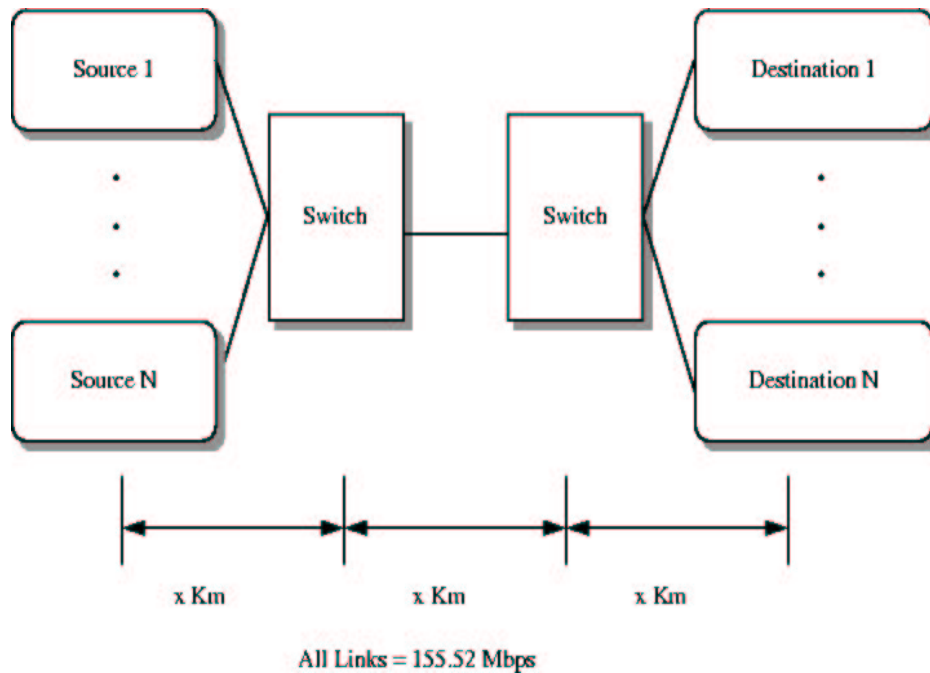 Source 1
Destination 1
Switch
Switch
Source N
Destination N
x Km
x Km
x Km
All Links = 155.52 Mbps